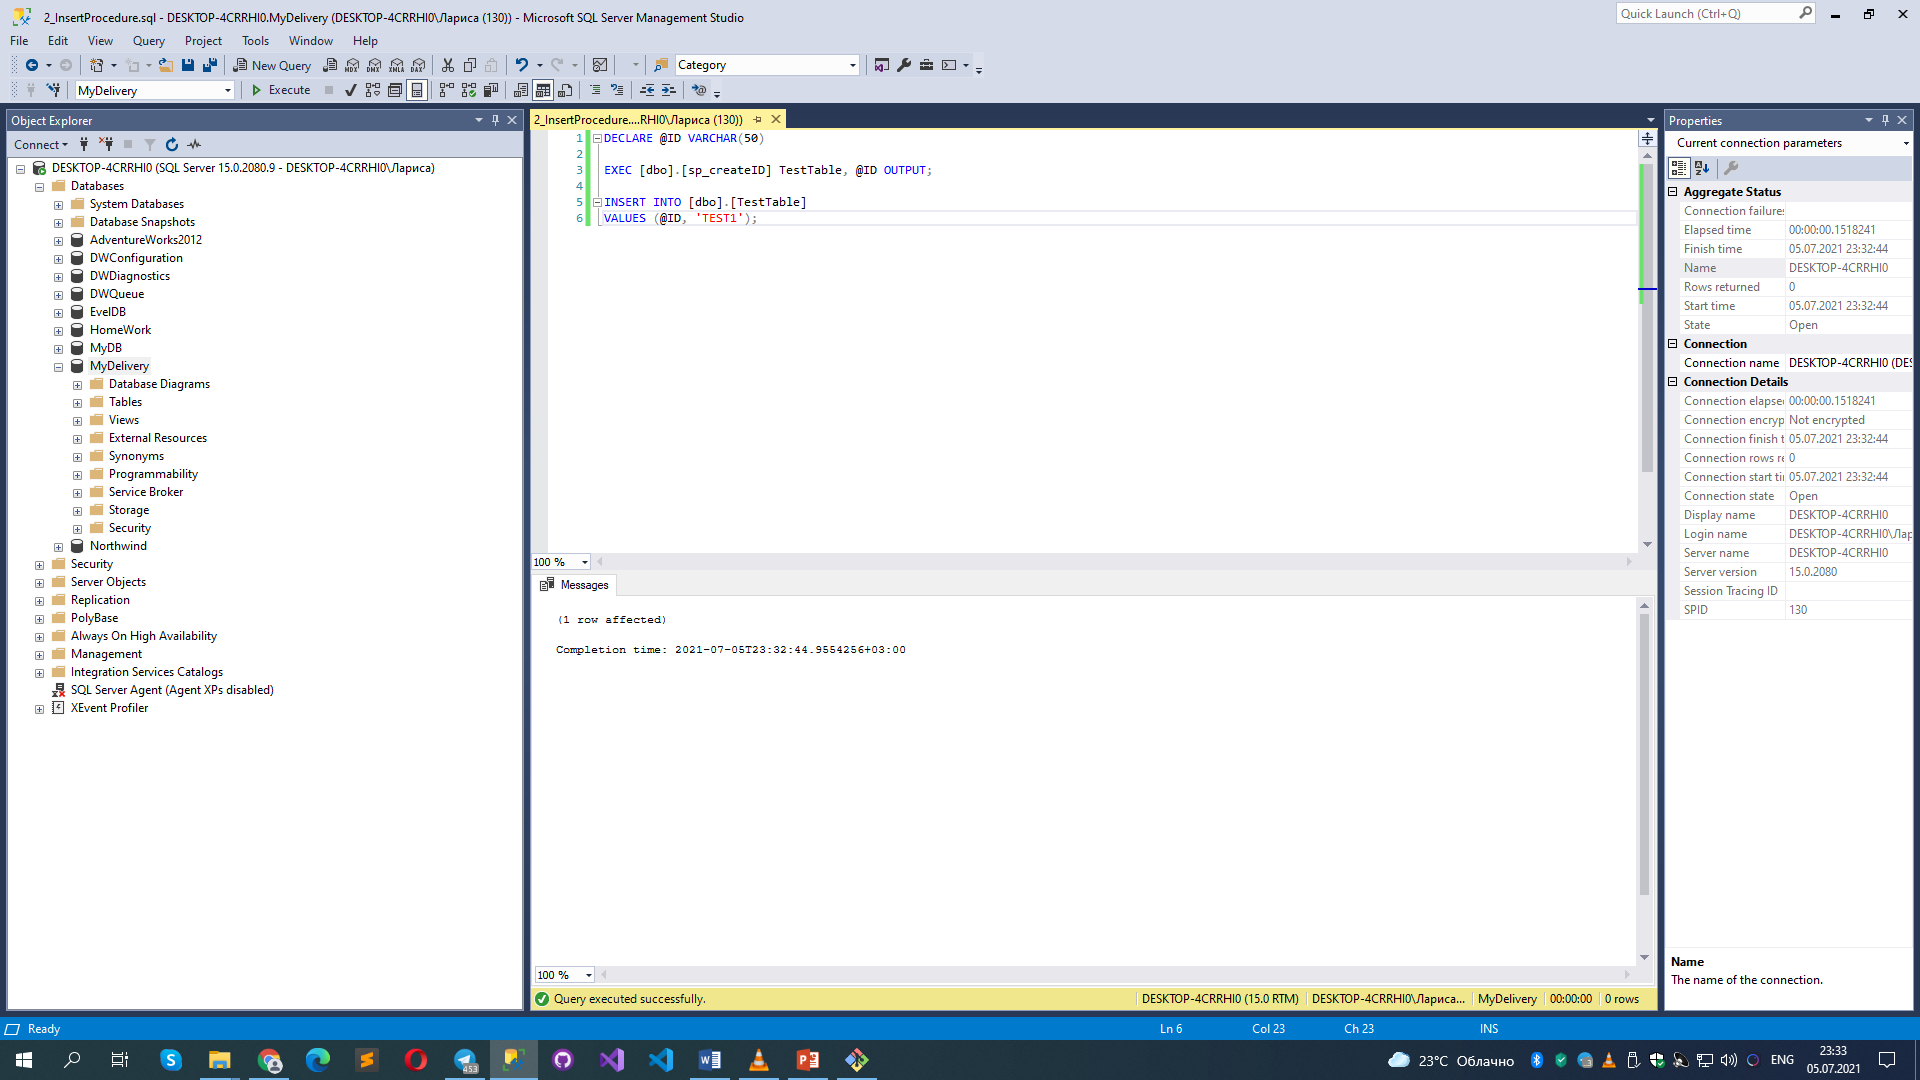 2_InsertProcedure.sql - DESKTOP-4CRRHI0.MyDelivery (DESKTOP-4CRRHI0\Лариса (130)) - Microsoft SQL Server Management Studio
Quick Launch (Ctrl+Q)
File Edit View Query Project Tools Window Help
New Query
MDX DMX XMLA DAX
Category
MyDelivery
Execute
Object Explorer
Connect
DESKTOP-4CRRHI0 (SQL Server 15.0.2080.9 - DESKTOP-4CRRHI0\Лариса)
Databases
System Databases
Database Snapshots
AdventureWorks2012
DWConfiguration
DWDiagnostics
DWQueue
EvelDB
HomeWork
MyDB
MyDelivery
Database Diagrams
Tables
Views
External Resources
Synonyms
Programmability
Service Broker
Storage
Security
Northwind
Security
Server Objects
Replication
PolyBase
Always On High Availability
Management
Integration Services Catalogs
SQL Server Agent (Agent XPs disabled)
XEvent Profiler
2_InsertProcedure....RHI0\Лариса (130))
1 DECLARE @ID VARCHAR(50)
2
3 EXEC [dbo].[sp_createID] TestTable, @ID OUTPUT;
4
5 INSERT INTO [dbo].[TestTable]
6 VALUES (@ID, 'TEST1');
100 %
Messages
(1 row affected)
Completion time: 2021-07-05T23:32:44.9554256+03:00
100 %
Query executed successfully.
DESKTOP-4CRRHI0 (15.0 RTM) DESKTOP-4CRRHI0\Лариса... MyDelivery 00:00:00 0 rows
Properties
Current connection parameters
Aggregate Status
Connection failures
Elapsed time 00:00:00.1518241
Finish time 05.07.2021 23:32:44
Name DESKTOP-4CRRHI0
Rows returned 0
Start time 05.07.2021 23:32:44
State Open
Connection
Connection name DESKTOP-4CRRHI0 (DES
Connection Details
Connection elapse 00:00:00.1518241
Connection encryp Not encrypted
Connection finish t 05.07.2021 23:32:44
Connection rows re 0
Connection start ti 05.07.2021 23:32:44
Connection state Open
Display name DESKTOP-4CRRHI0
Login name DESKTOP-4CRRHI0\Лар
Server name DESKTOP-4CRRHI0
Server version 15.0.2080
Session Tracing ID
SPID 130
Name
The name of the connection.
Ready
Ln 6 Col 23 Ch 23 INS
453
23°C Облачно
ENG
23:33
05.07.2021